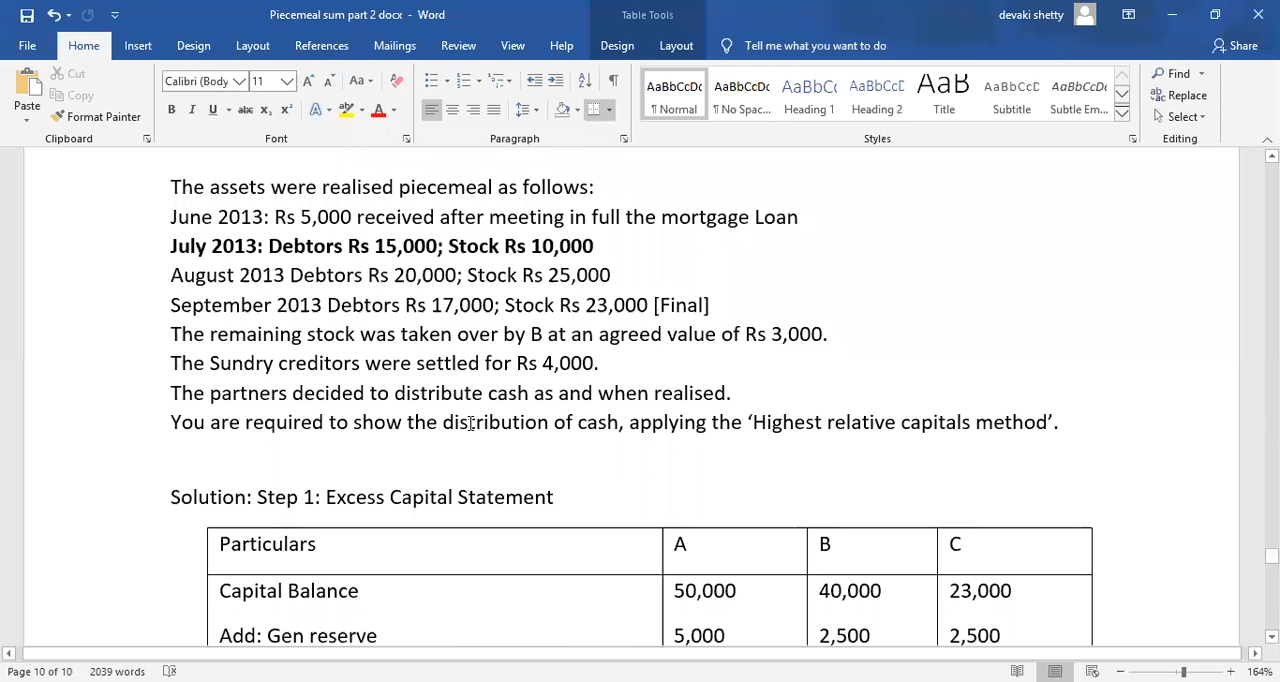 Piecemeal sum part 2 docx - Word
Table Tools
devaki shetty
File Home Insert Design Layout References Mailings Review View Help Design Layout Tell me what you want to do Share
Paste
Cut
Copy
Format Painter
Clipboard
Calibri (Body 11
Font
Paragraph
AaBbCcDc AaBbCcDc AaBbCc AaBbCcC AaB AaBbCcC AaBbCcDc
¶ Normal ¶ No Spac... Heading 1 Heading 2 Title Subtitle Subtle Em...
Styles
Find
Replace
Select
Editing
The assets were realised piecemeal as follows:
June 2013: Rs 5,000 received after meeting in full the mortgage Loan
July 2013: Debtors Rs 15,000; Stock Rs 10,000
August 2013 Debtors Rs 20,000; Stock Rs 25,000
September 2013 Debtors Rs 17,000; Stock Rs 23,000 [Final]
The remaining stock was taken over by B at an agreed value of Rs 3,000.
The Sundry creditors were settled for Rs 4,000.
The partners decided to distribute cash as and when realised.
You are required to show the distribution of cash, applying the ‘Highest relative capitals method’.
Solution: Step 1: Excess Capital Statement
Particulars A B C
Capital Balance 50,000 40,000 23,000
Add: Gen reserve 5,000 2,500 2,500
Page 10 of 10 2039 words 164%